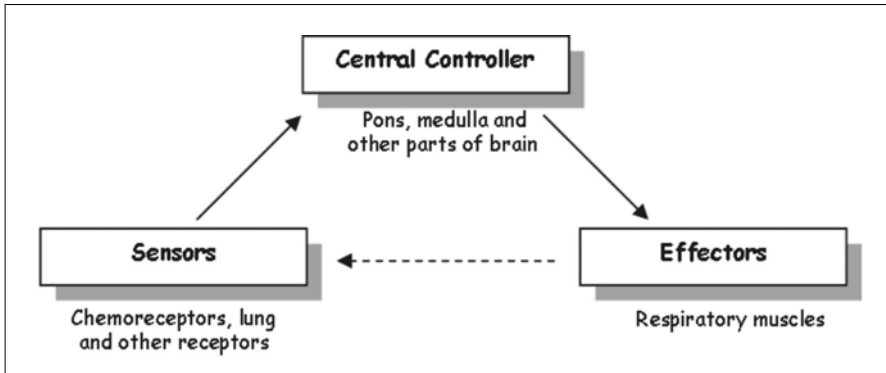 Central Controller
Pons, medulla and
other parts of brain
Sensors
Effectors
Chemoreceptors, lung
and other receptors
Respiratory muscles